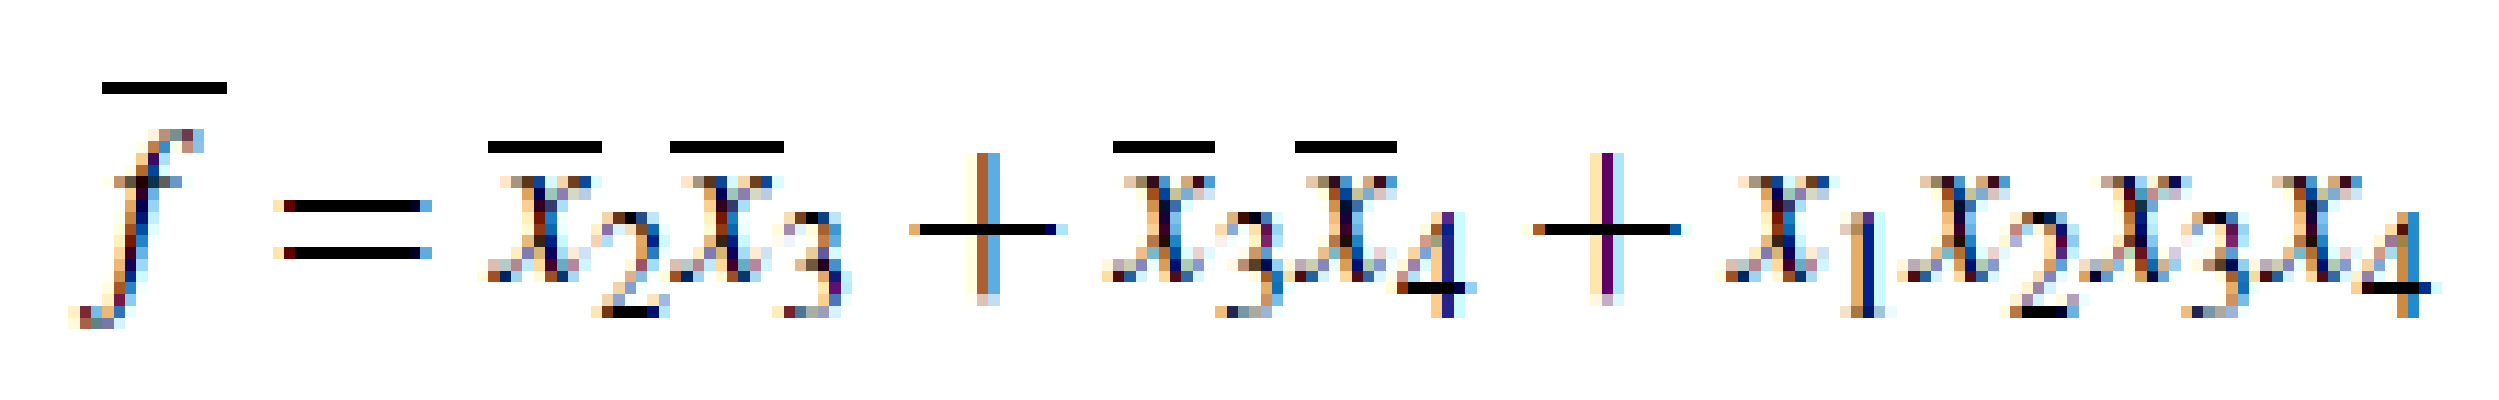 f̅ = x̅₂x̅₃ + x̅₃x̅₄ + x₁x₂x₃x₄